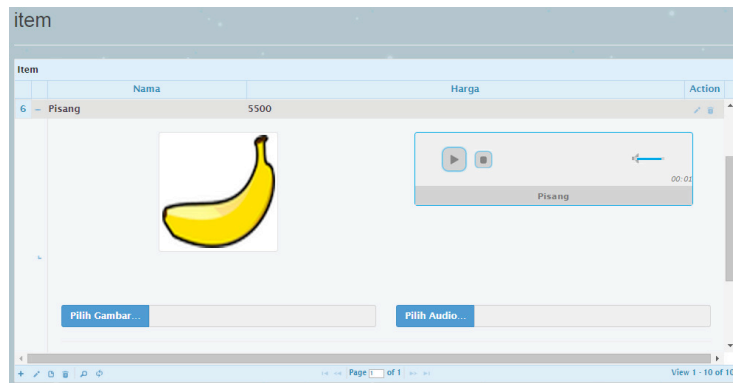 item
Item
Nama Harga Action
6 – Pisang 5500
00:01
Pisang
Pilih Gambar... Pilih Audio...
Page 1 of 1 View 1 - 10 of 10